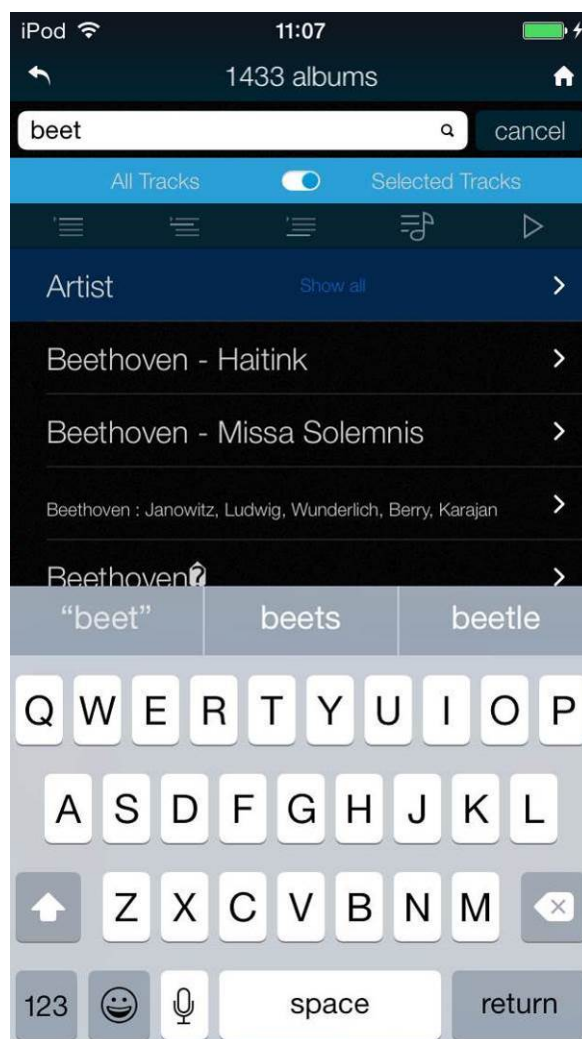 iPod 11:07
1433 albums
beet cancel
All Tracks Selected Tracks
Artist Show all
Beethoven - Haitink
Beethoven - Missa Solemnis
Beethoven : Janowitz, Ludwig, Wunderlich, Berry, Karajan
Beethoven�
“beet” beets beetle
Q W E R T Y U I O P
A S D F G H J K L
Z X C V B N M
123 space return